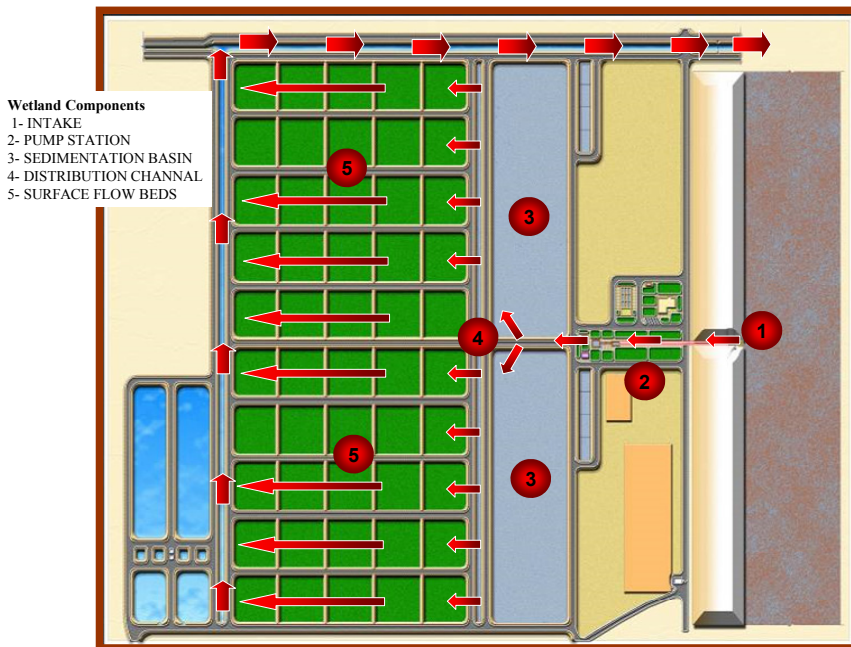 Wetland Components
1- INTAKE
2- PUMP STATION
3- SEDIMENTATION BASIN
4- DISTRIBUTION CHANNEL
5- SURFACE FLOW BEDS
5
3
1
4
2
5
3